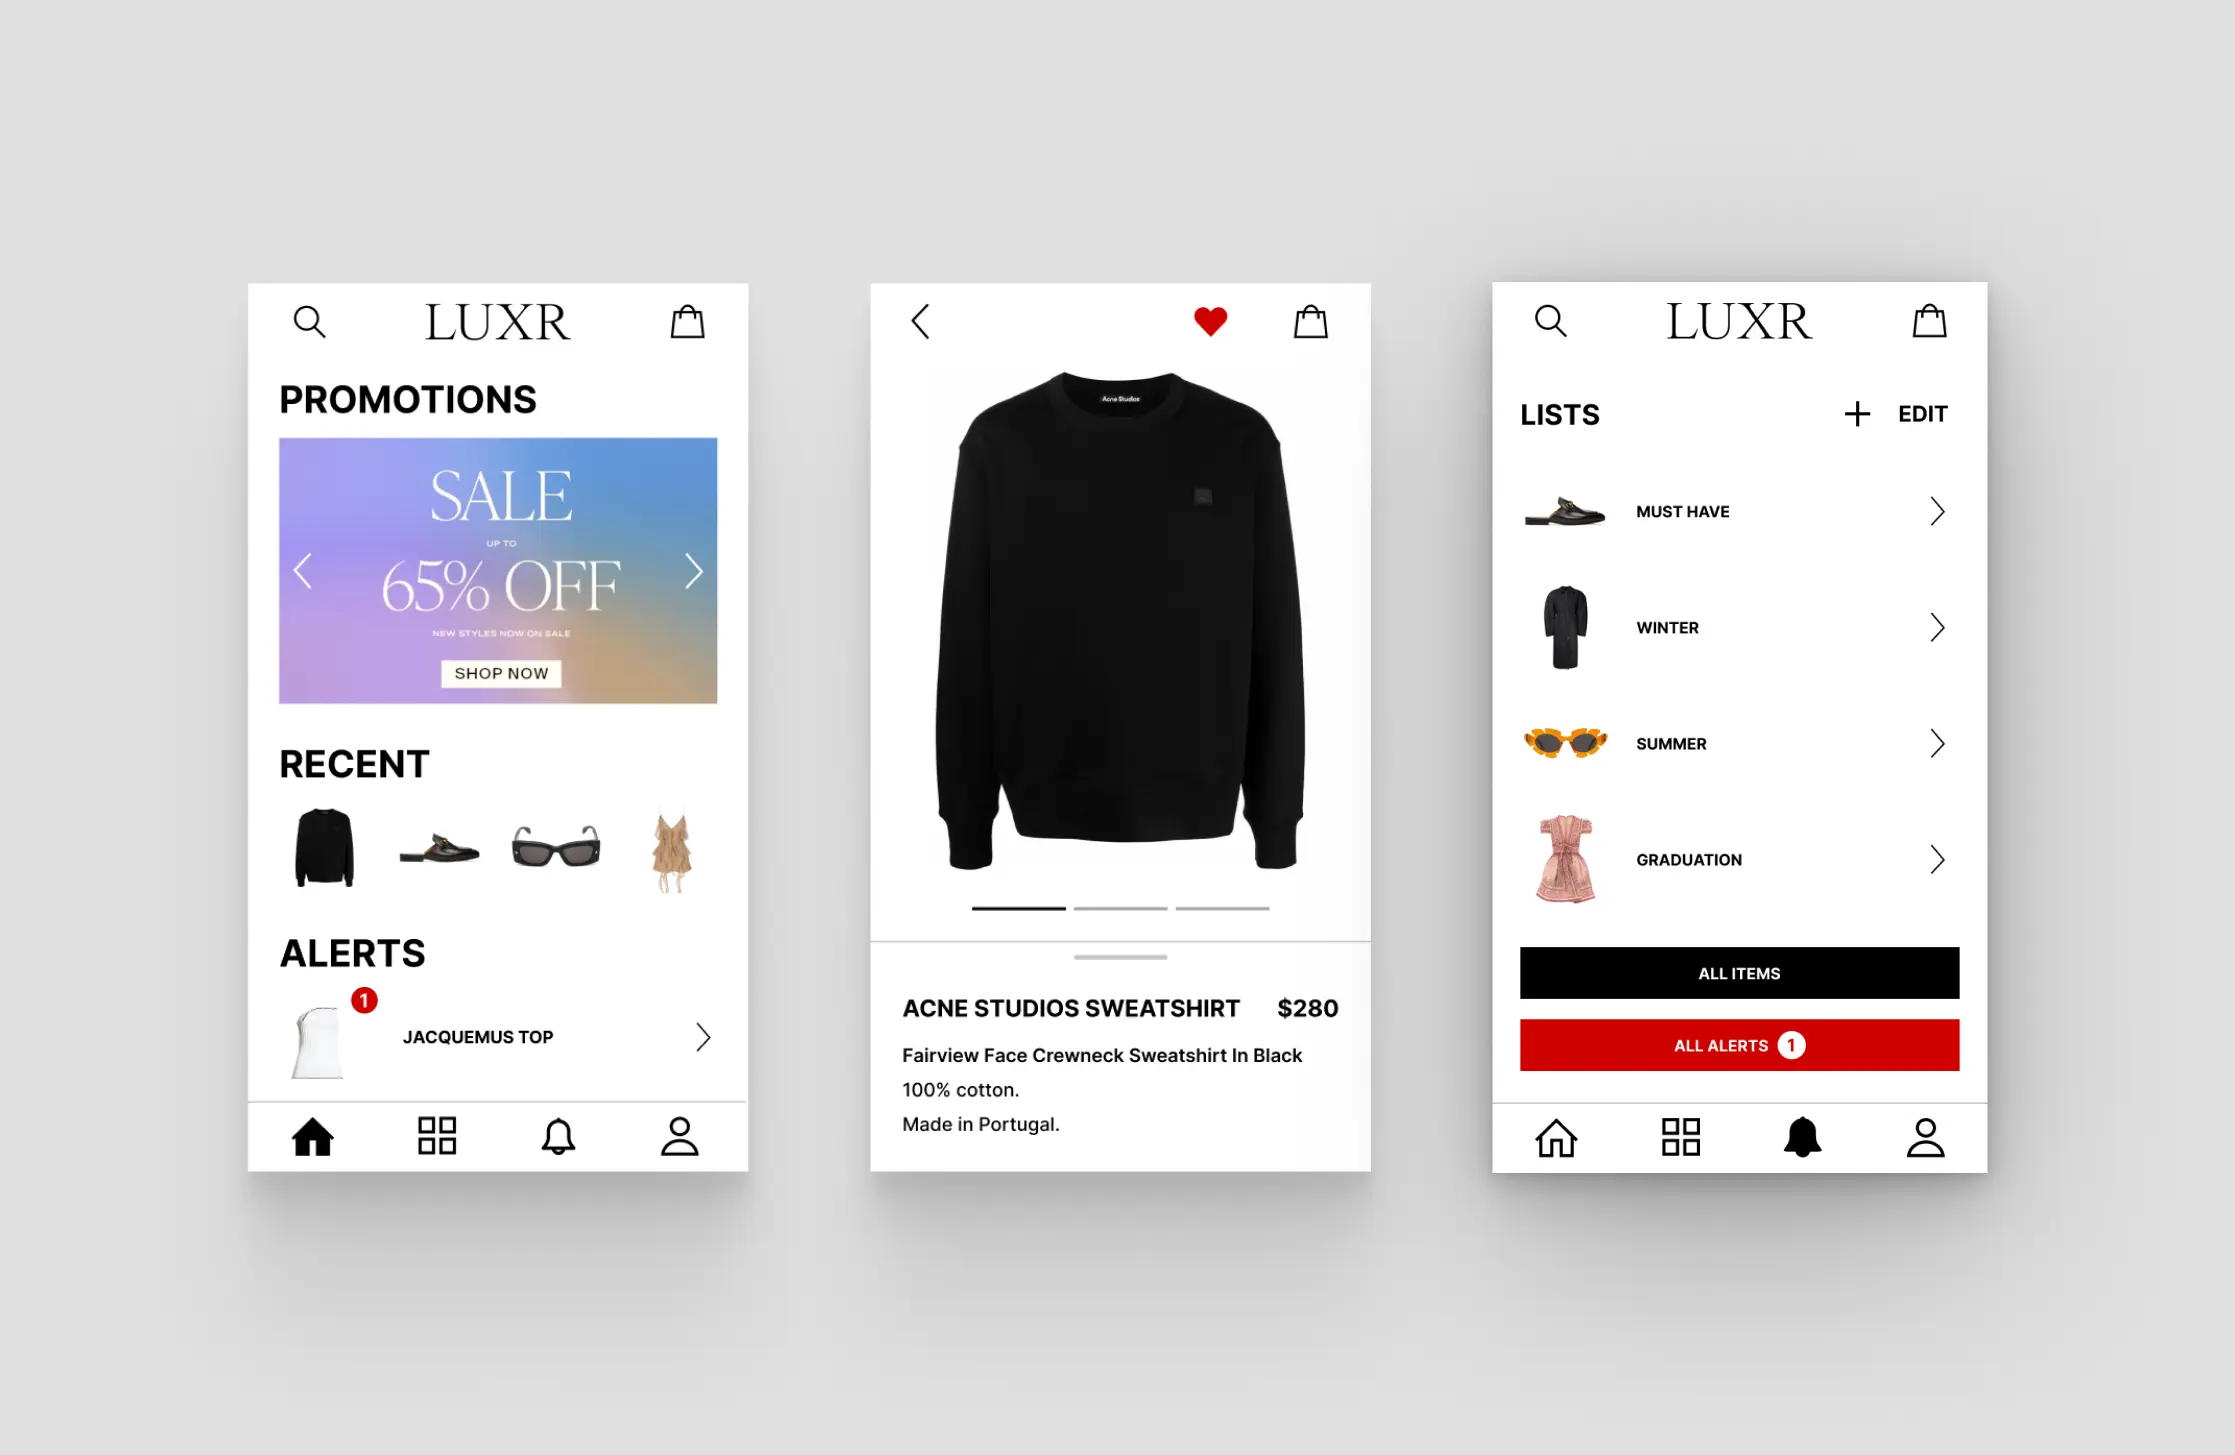 LUXR
PROMOTIONS
SALE
UP TO
65% OFF
NEW STYLES NOW ON SALE
SHOP NOW
RECENT
ALERTS
1
JACQUEMUS TOP
Acne Studios
ACNE STUDIOS SWEATSHIRT $280
Fairview Face Crewneck Sweatshirt In Black
100% cotton.
Made in Portugal.
LUXR
LISTS + EDIT
MUST HAVE
WINTER
SUMMER
GRADUATION
ALL ITEMS
ALL ALERTS 1